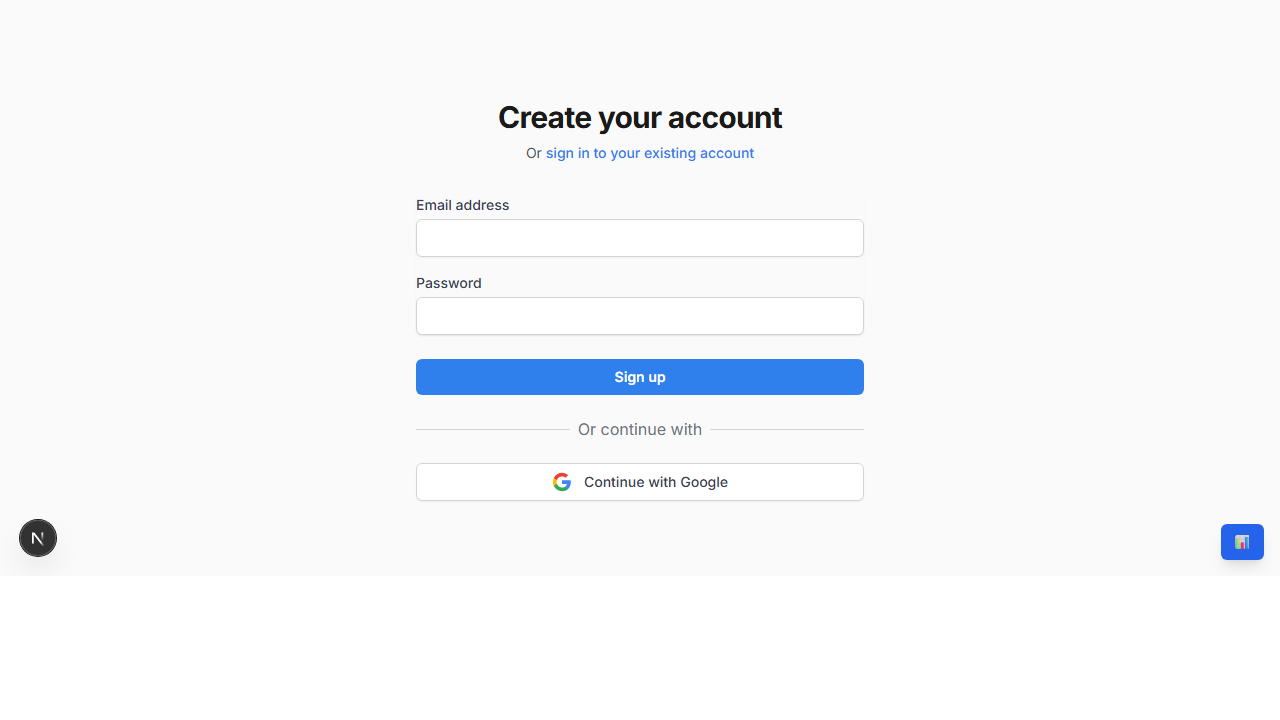 Create your account
Or sign in to your existing account
Email address
Password
Sign up
Or continue with
Continue with Google
N